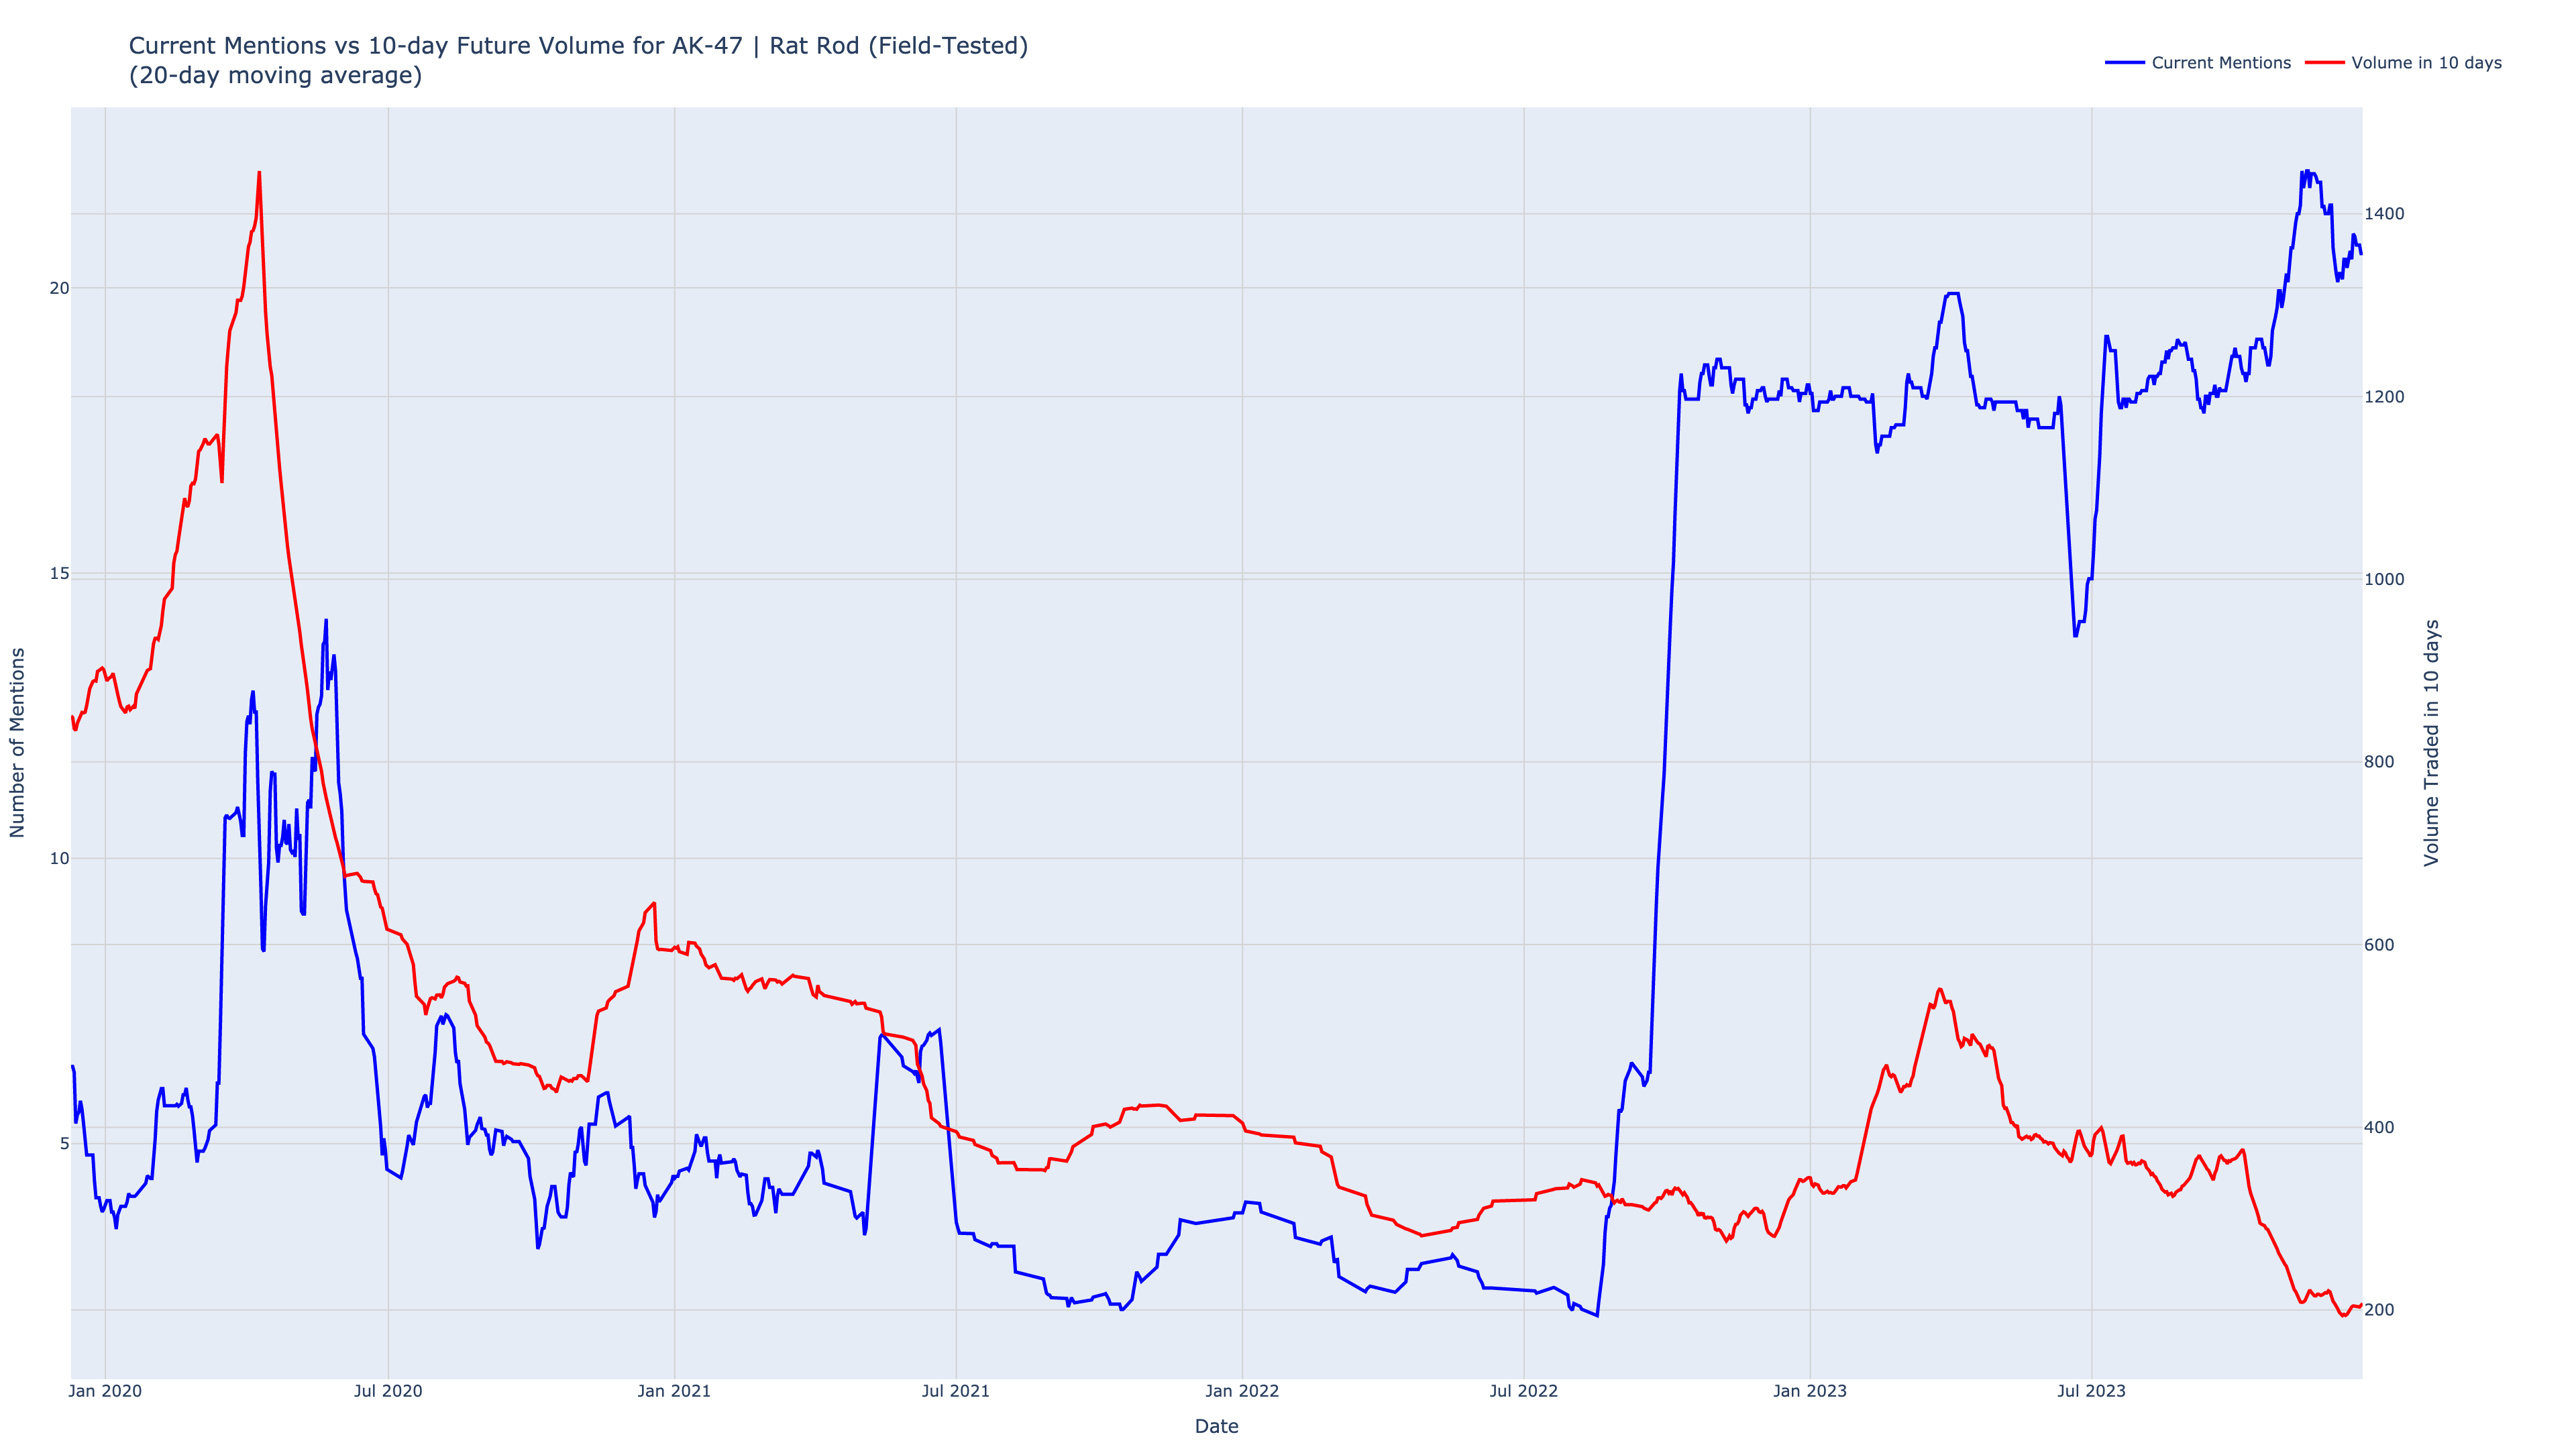 Current Mentions vs 10-day Future Volume for AK-47 | Rat Rod (Field-Tested)
(20-day moving average)
Current Mentions
Volume in 10 days
20
15
10
5
Number of Mentions
1400
1200
1000
800
600
400
200
Volume Traded in 10 days
Jan 2020
Jul 2020
Jan 2021
Jul 2021
Jan 2022
Jul 2022
Jan 2023
Jul 2023
Date